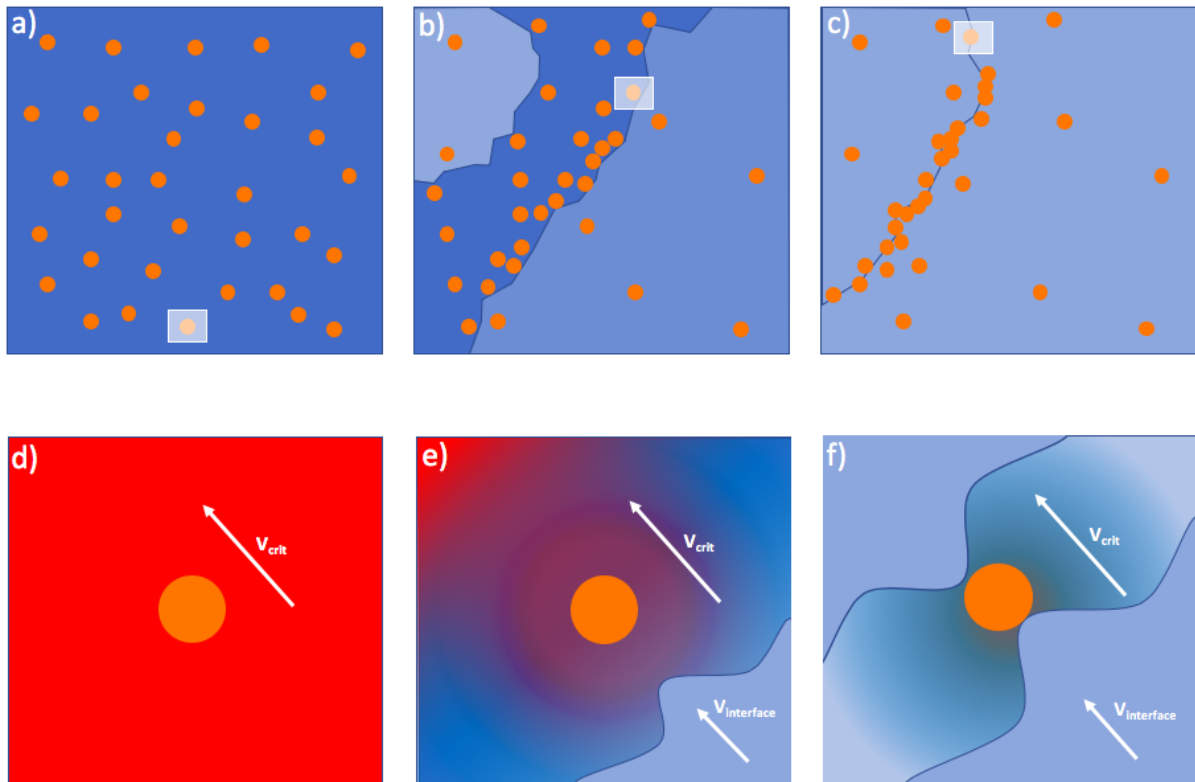 a)
b)
c)
d)
Vcrit
e)
Vcrit
Vinterface
f)
Vcrit
Vinterface